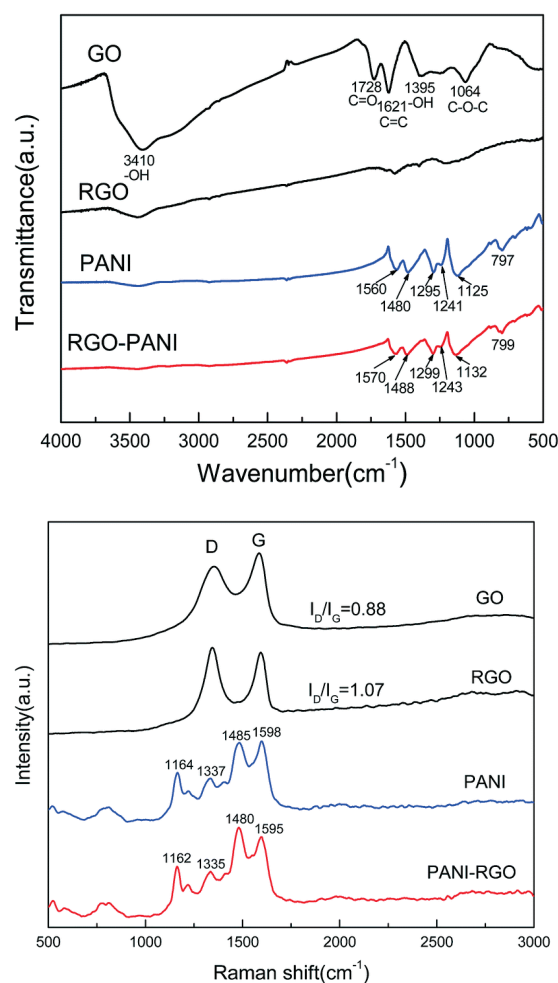 GO
1728
C=O
1621
C=C
1395
-OH
1064
C-O-C
3410
-OH
RGO
PANI
797
1560
1480
1295
1241
1125
RGO-PANI
799
1570
1488
1299
1243
1132
Transmittance(a.u.)
4000 3500 3000 2500 2000 1500 1000 500
Wavenumber(cm⁻¹)
D G
I_D/I_G=0.88
GO
I_D/I_G=1.07
RGO
1164
1337
1485
1598
PANI
1162
1335
1480
1595
PANI-RGO
Intensity(a.u.)
500 1000 1500 2000 2500 3000
Raman shift(cm⁻¹)